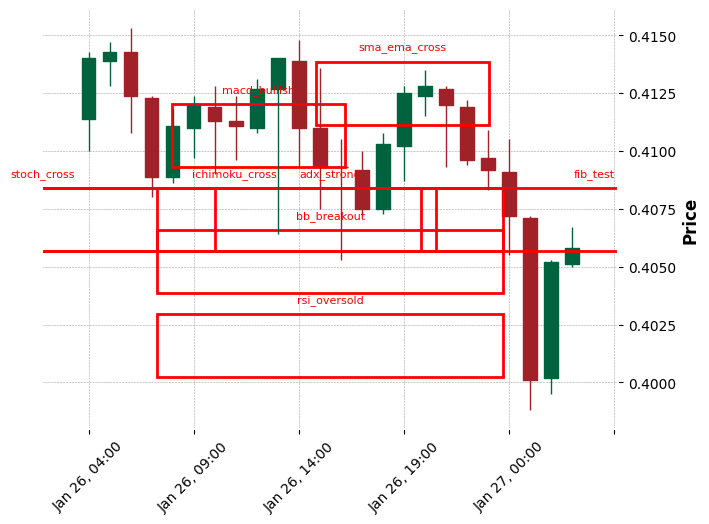 sma_ema_cross
macd_bullish
stoch_cross
ichimoku_cross
adx_strong
fib_test
bb_breakout
rsi_oversold
0.4150
0.4125
0.4100
0.4075
0.4050
0.4025
0.4000
Price
Jan 26, 04:00
Jan 26, 09:00
Jan 26, 14:00
Jan 26, 19:00
Jan 27, 00:00